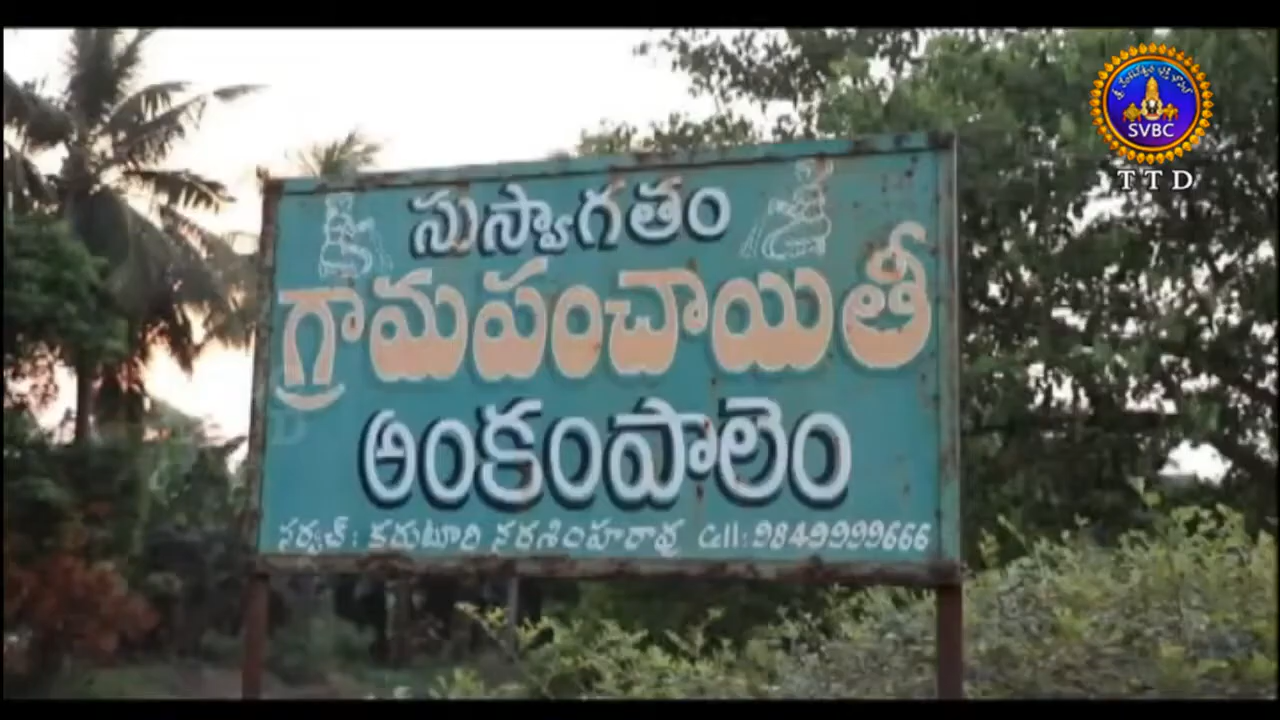 సుస్వాగతం
గ్రామపంచాయితీ
అంకంపాలెం
సర్పంచ్ : కరుటూరి నరసింహరావు Cell: 9849999666
SVBC
TTD